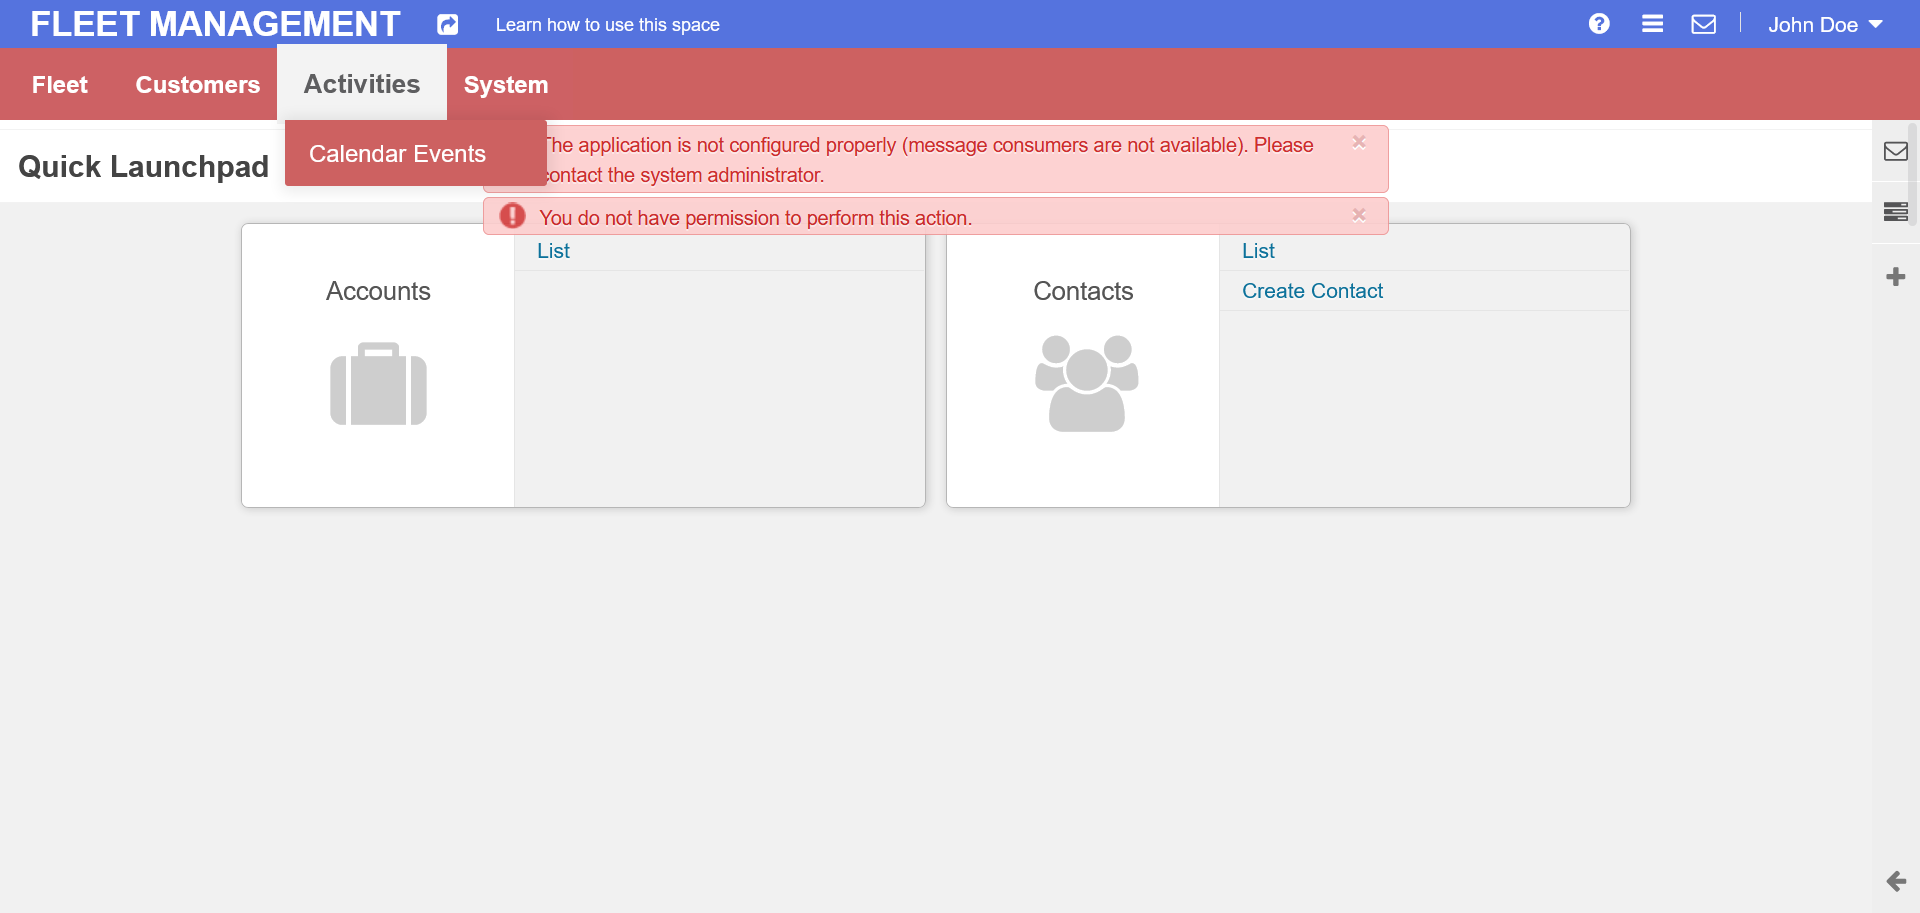 FLEET MANAGEMENT
Learn how to use this space
John Doe
Fleet
Customers
Activities
System
Calendar Events
Quick Launchpad
The application is not configured properly (message consumers are not available). Please
contact the system administrator.
You do not have permission to perform this action.
Accounts
List
Contacts
List
Create Contact